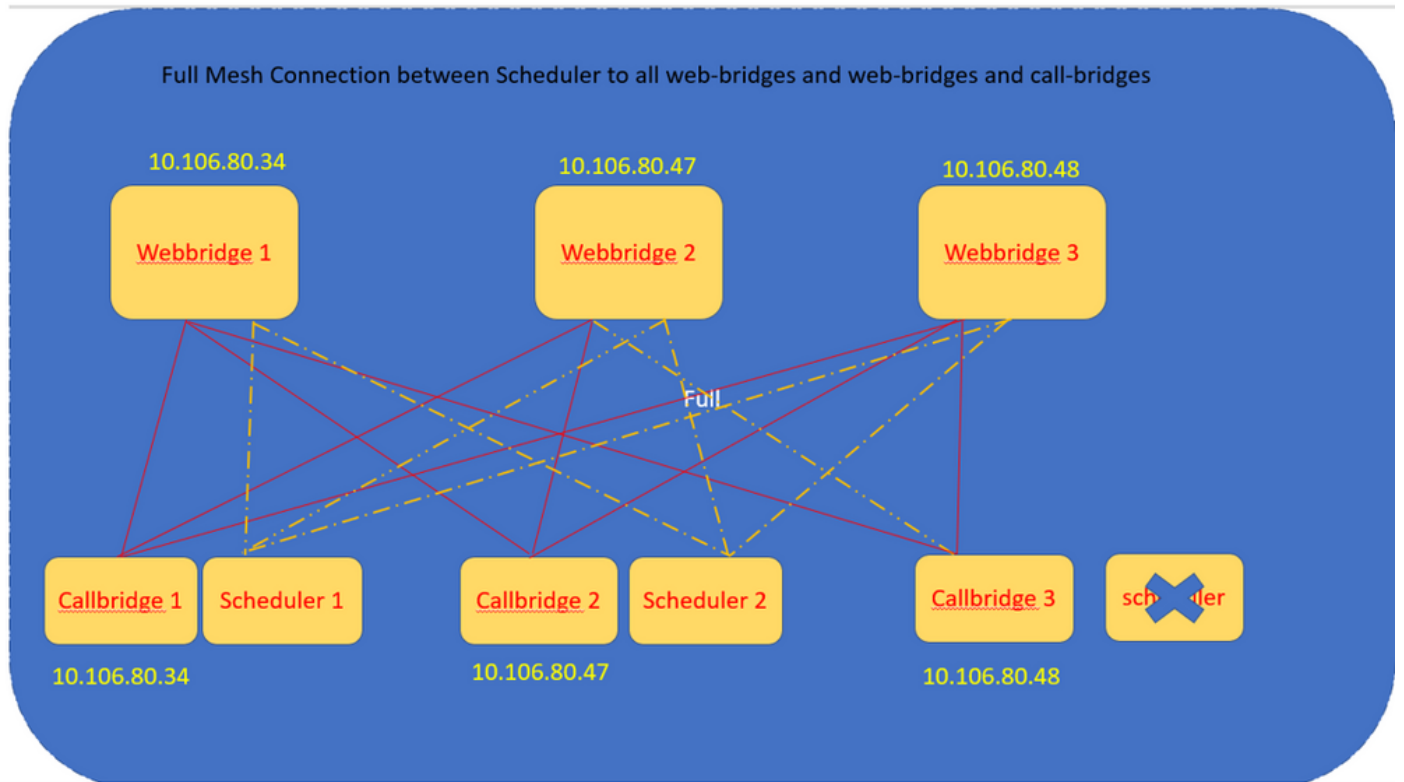 Full Mesh Connection between Scheduler to all web-bridges and web-bridges and call-bridges
10.106.80.34
10.106.80.47
10.106.80.48
Webbridge 1
Webbridge 2
Webbridge 3
Full
Callbridge 1
Scheduler 1
Callbridge 2
Scheduler 2
Callbridge 3
10.106.80.34
10.106.80.47
10.106.80.48